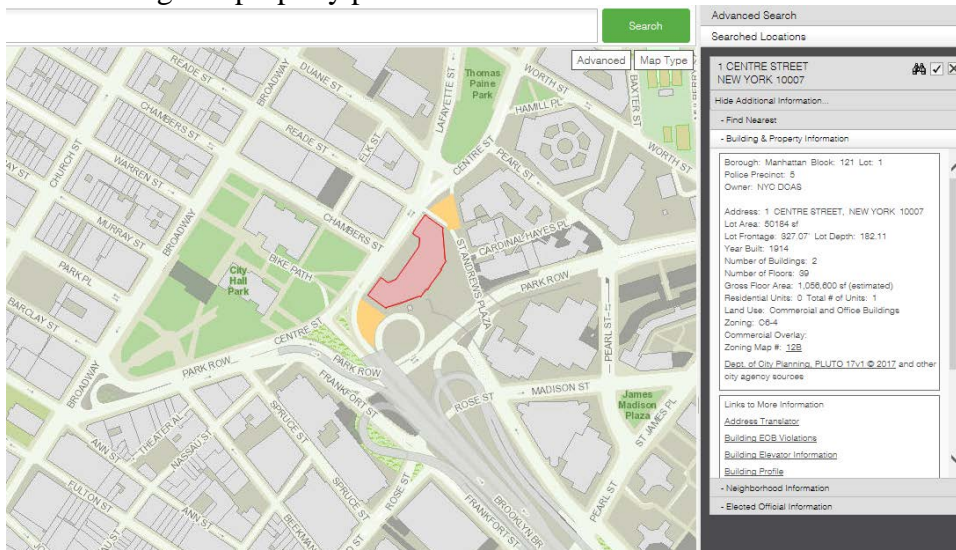 Search
Advanced
Map Type
READE ST
DUANE ST
BROADWAY
LAFAYETTE ST
Thomas
Paine
Park
WORTH ST
BAXTER ST
HAMILL PL
CHAMBERS ST
READE ST
ELK ST
CENTRE ST
PEARL ST
WORTH ST
CHURCH ST
WARREN ST
MURRAY ST
BROADWAY
CHAMBERS ST
CARDINAL HAYES PL
ST ANDREWS PLAZA
PARK PL
BIKE PATH
City
Hall
Park
PARK ROW
BARCLAY ST
CENTRE ST
PEARL ST
PARK ROW
PARK ROW
BROADWAY
FRANKFORT ST
ROSE ST
MADISON ST
James
Madison
Plaza
ST JAMES PL
SPRUCE ST
THEATER AL
ANN ST
NASSAU ST
FULTON ST
ANN ST
SPRUCE ST
ROSE ST
BEEKMAN
FRANKFORT ST
BROOKLYN BR
PEARL ST
Advanced Search
Searched Locations
1 CENTRE STREET
NEW YORK 10007
Hide Additional Information...
- Find Nearest
- Building & Property Information
Borough: Manhattan Block: 121 Lot: 1
Police Precinct: 5
Owner: NYC DCAS
Address: 1 CENTRE STREET, NEW YORK 10007
Lot Area: 50184 sf
Lot Frontage: 327.07' Lot Depth: 182.11
Year Built: 1914
Number of Buildings: 2
Number of Floors: 39
Gross Floor Area: 1,056,600 sf (estimated)
Residential Units: 0 Total # of Units: 1
Land Use: Commercial and Office Buildings
Zoning: C6-4
Commercial Overlay:
Zoning Map #: 12B
Dept. of City Planning, PLUTO 17v1 © 2017 and other
city agency sources
Links to More Information
Address Translator
Building ECB Violations
Building Elevator Information
Building Profile
- Neighborhood Information
- Elected Official Information